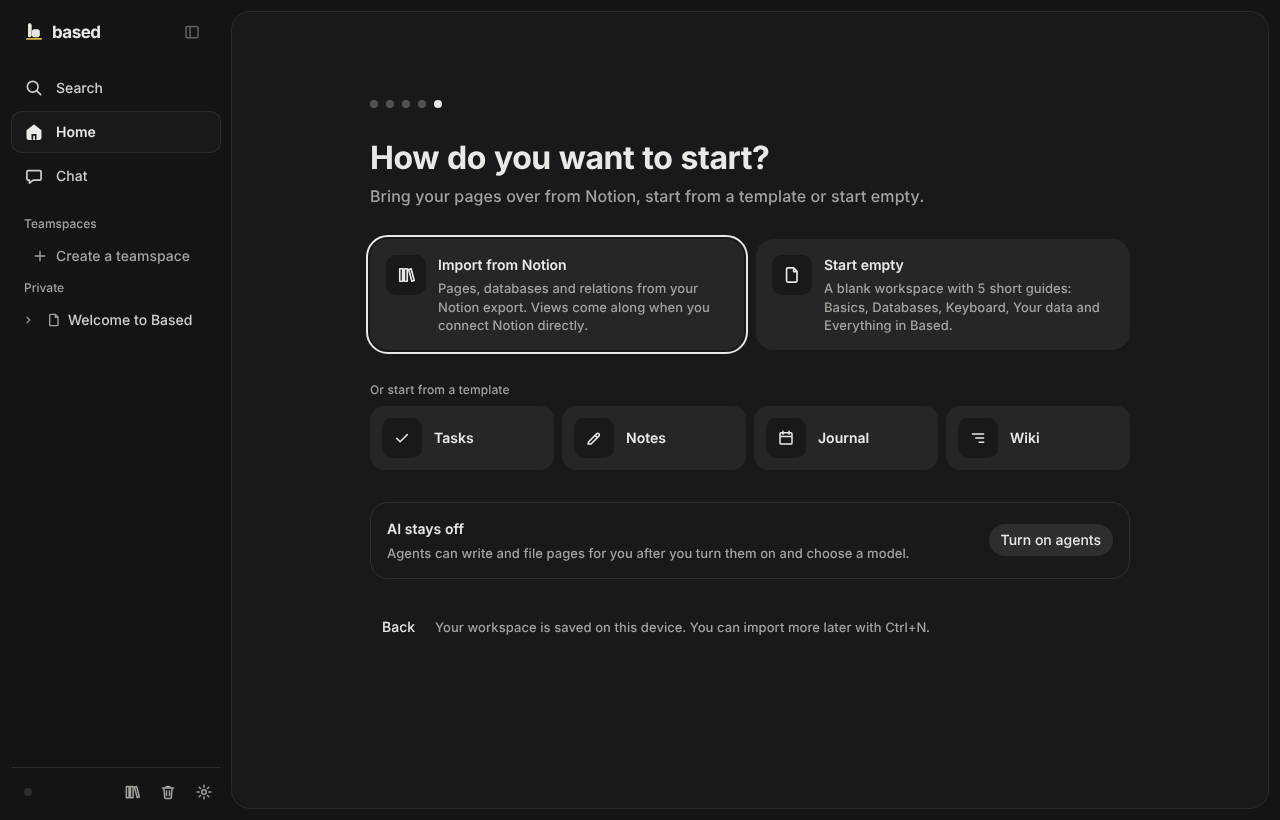 based
Search
Home
Chat
Teamspaces
Create a teamspace
Private
Welcome to Based
How do you want to start?
Bring your pages over from Notion, start from a template or start empty.
Import from Notion
Pages, databases and relations from your
Notion export. Views come along when you
connect Notion directly.
Start empty
A blank workspace with 5 short guides:
Basics, Databases, Keyboard, Your data and
Everything in Based.
Or start from a template
Tasks
Notes
Journal
Wiki
AI stays off
Agents can write and file pages for you after you turn them on and choose a model.
Turn on agents
Back
Your workspace is saved on this device. You can import more later with Ctrl+N.